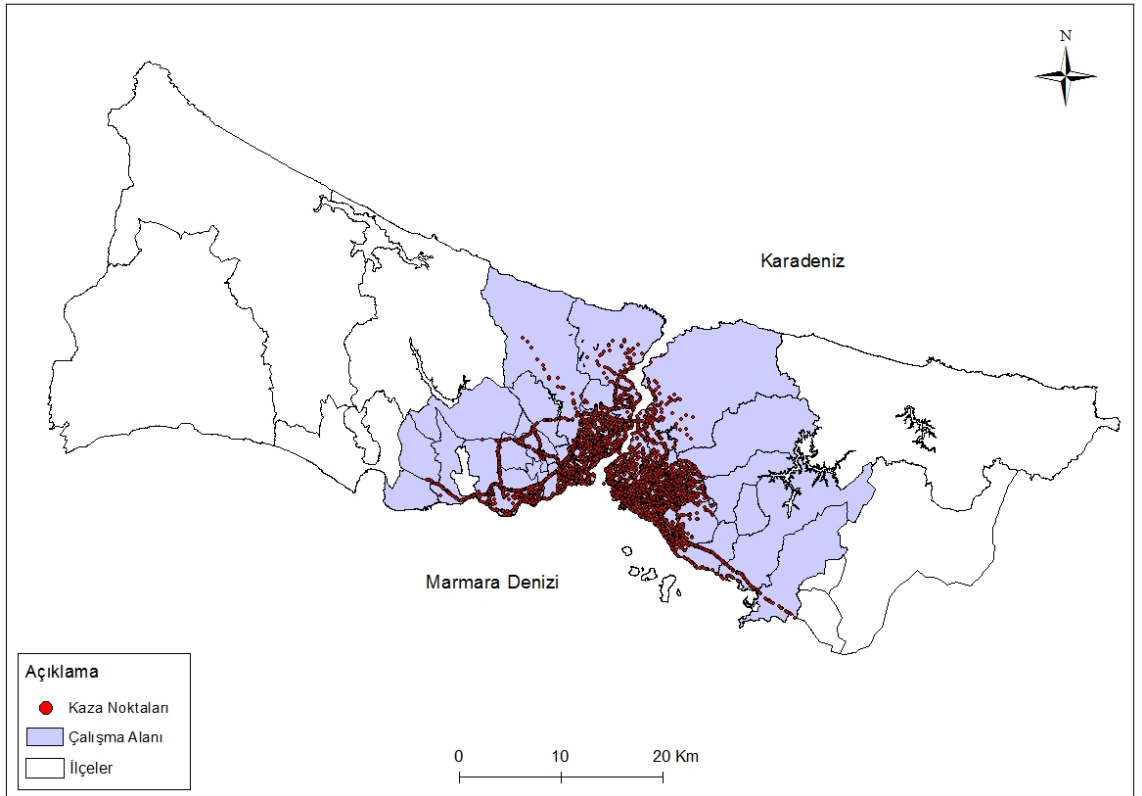 N
Karadeniz
Marmara Denizi
Açıklama
Kaza Noktaları
Çalışma Alanı
İlçeler
0 10 20 Km